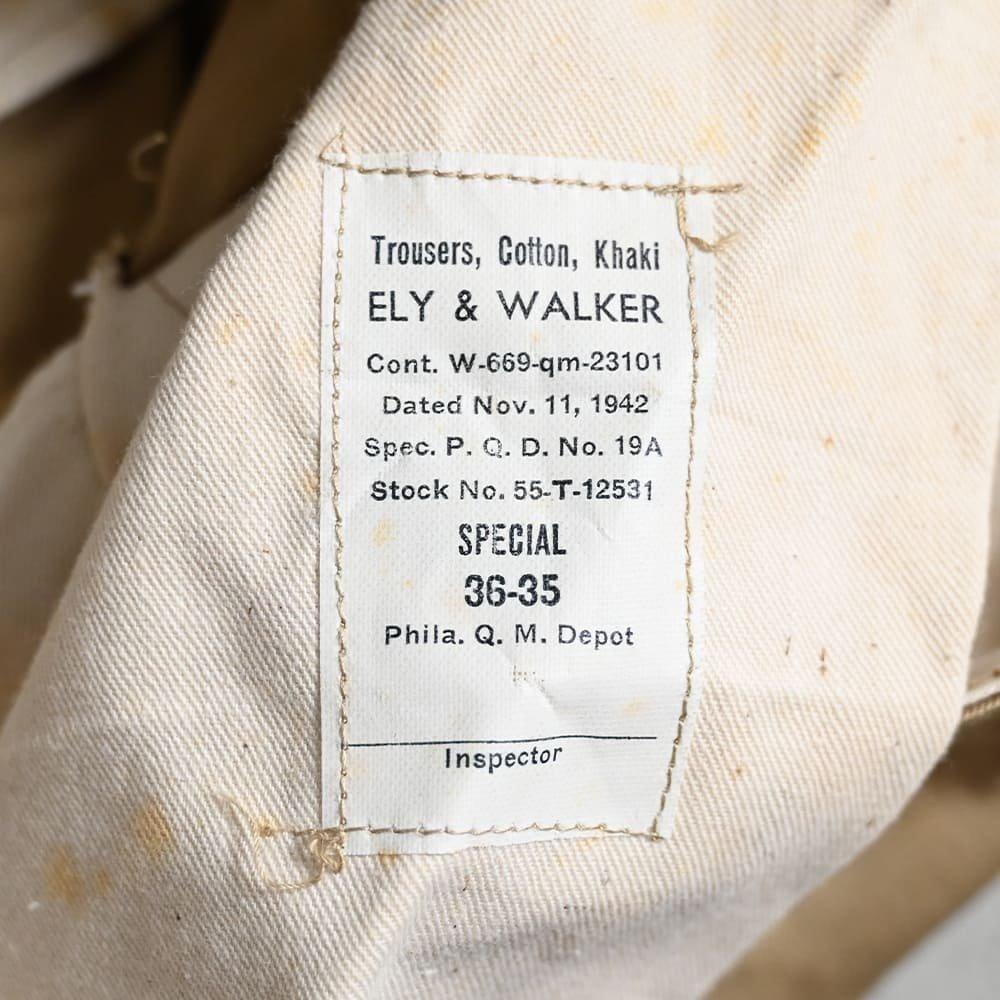 Trousers, Cotton, Khaki
ELY & WALKER
Cont. W-669-qm-23101
Dated Nov. 11, 1942
Spec. P. Q. D. No. 19A
Stock No. 55-T-12531
SPECIAL
36-35
Phila. Q. M. Depot
Inspector